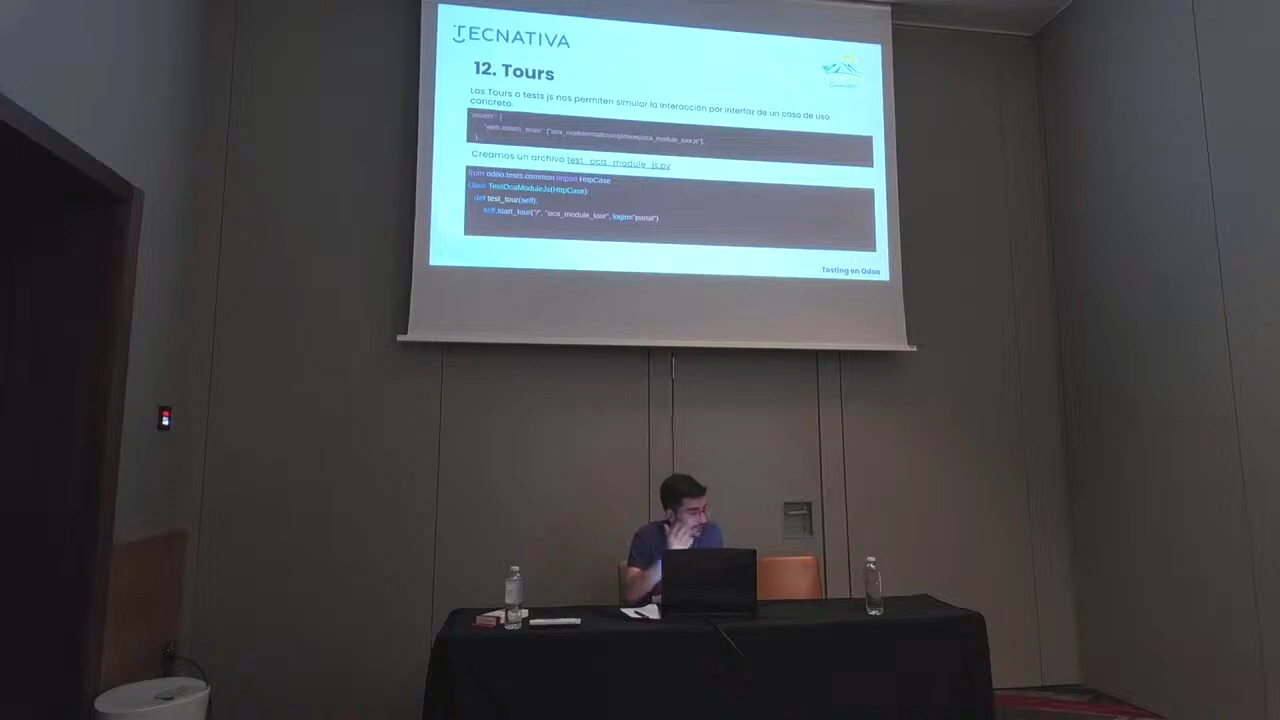 TECNATIVA
12. Tours
Los Tours o tests js nos permiten simular la interacción por interfaz de un caso de uso
concreto.
"assets": {
Creamos un archivo test_oca_module_js.py
from odoo.tests.common import HttpCase
class TestOcaModuleJs(HttpCase):
def test_tour(self):
self.start_tour("/", "oca_module_tour", login="portal")
Testing en Odoo